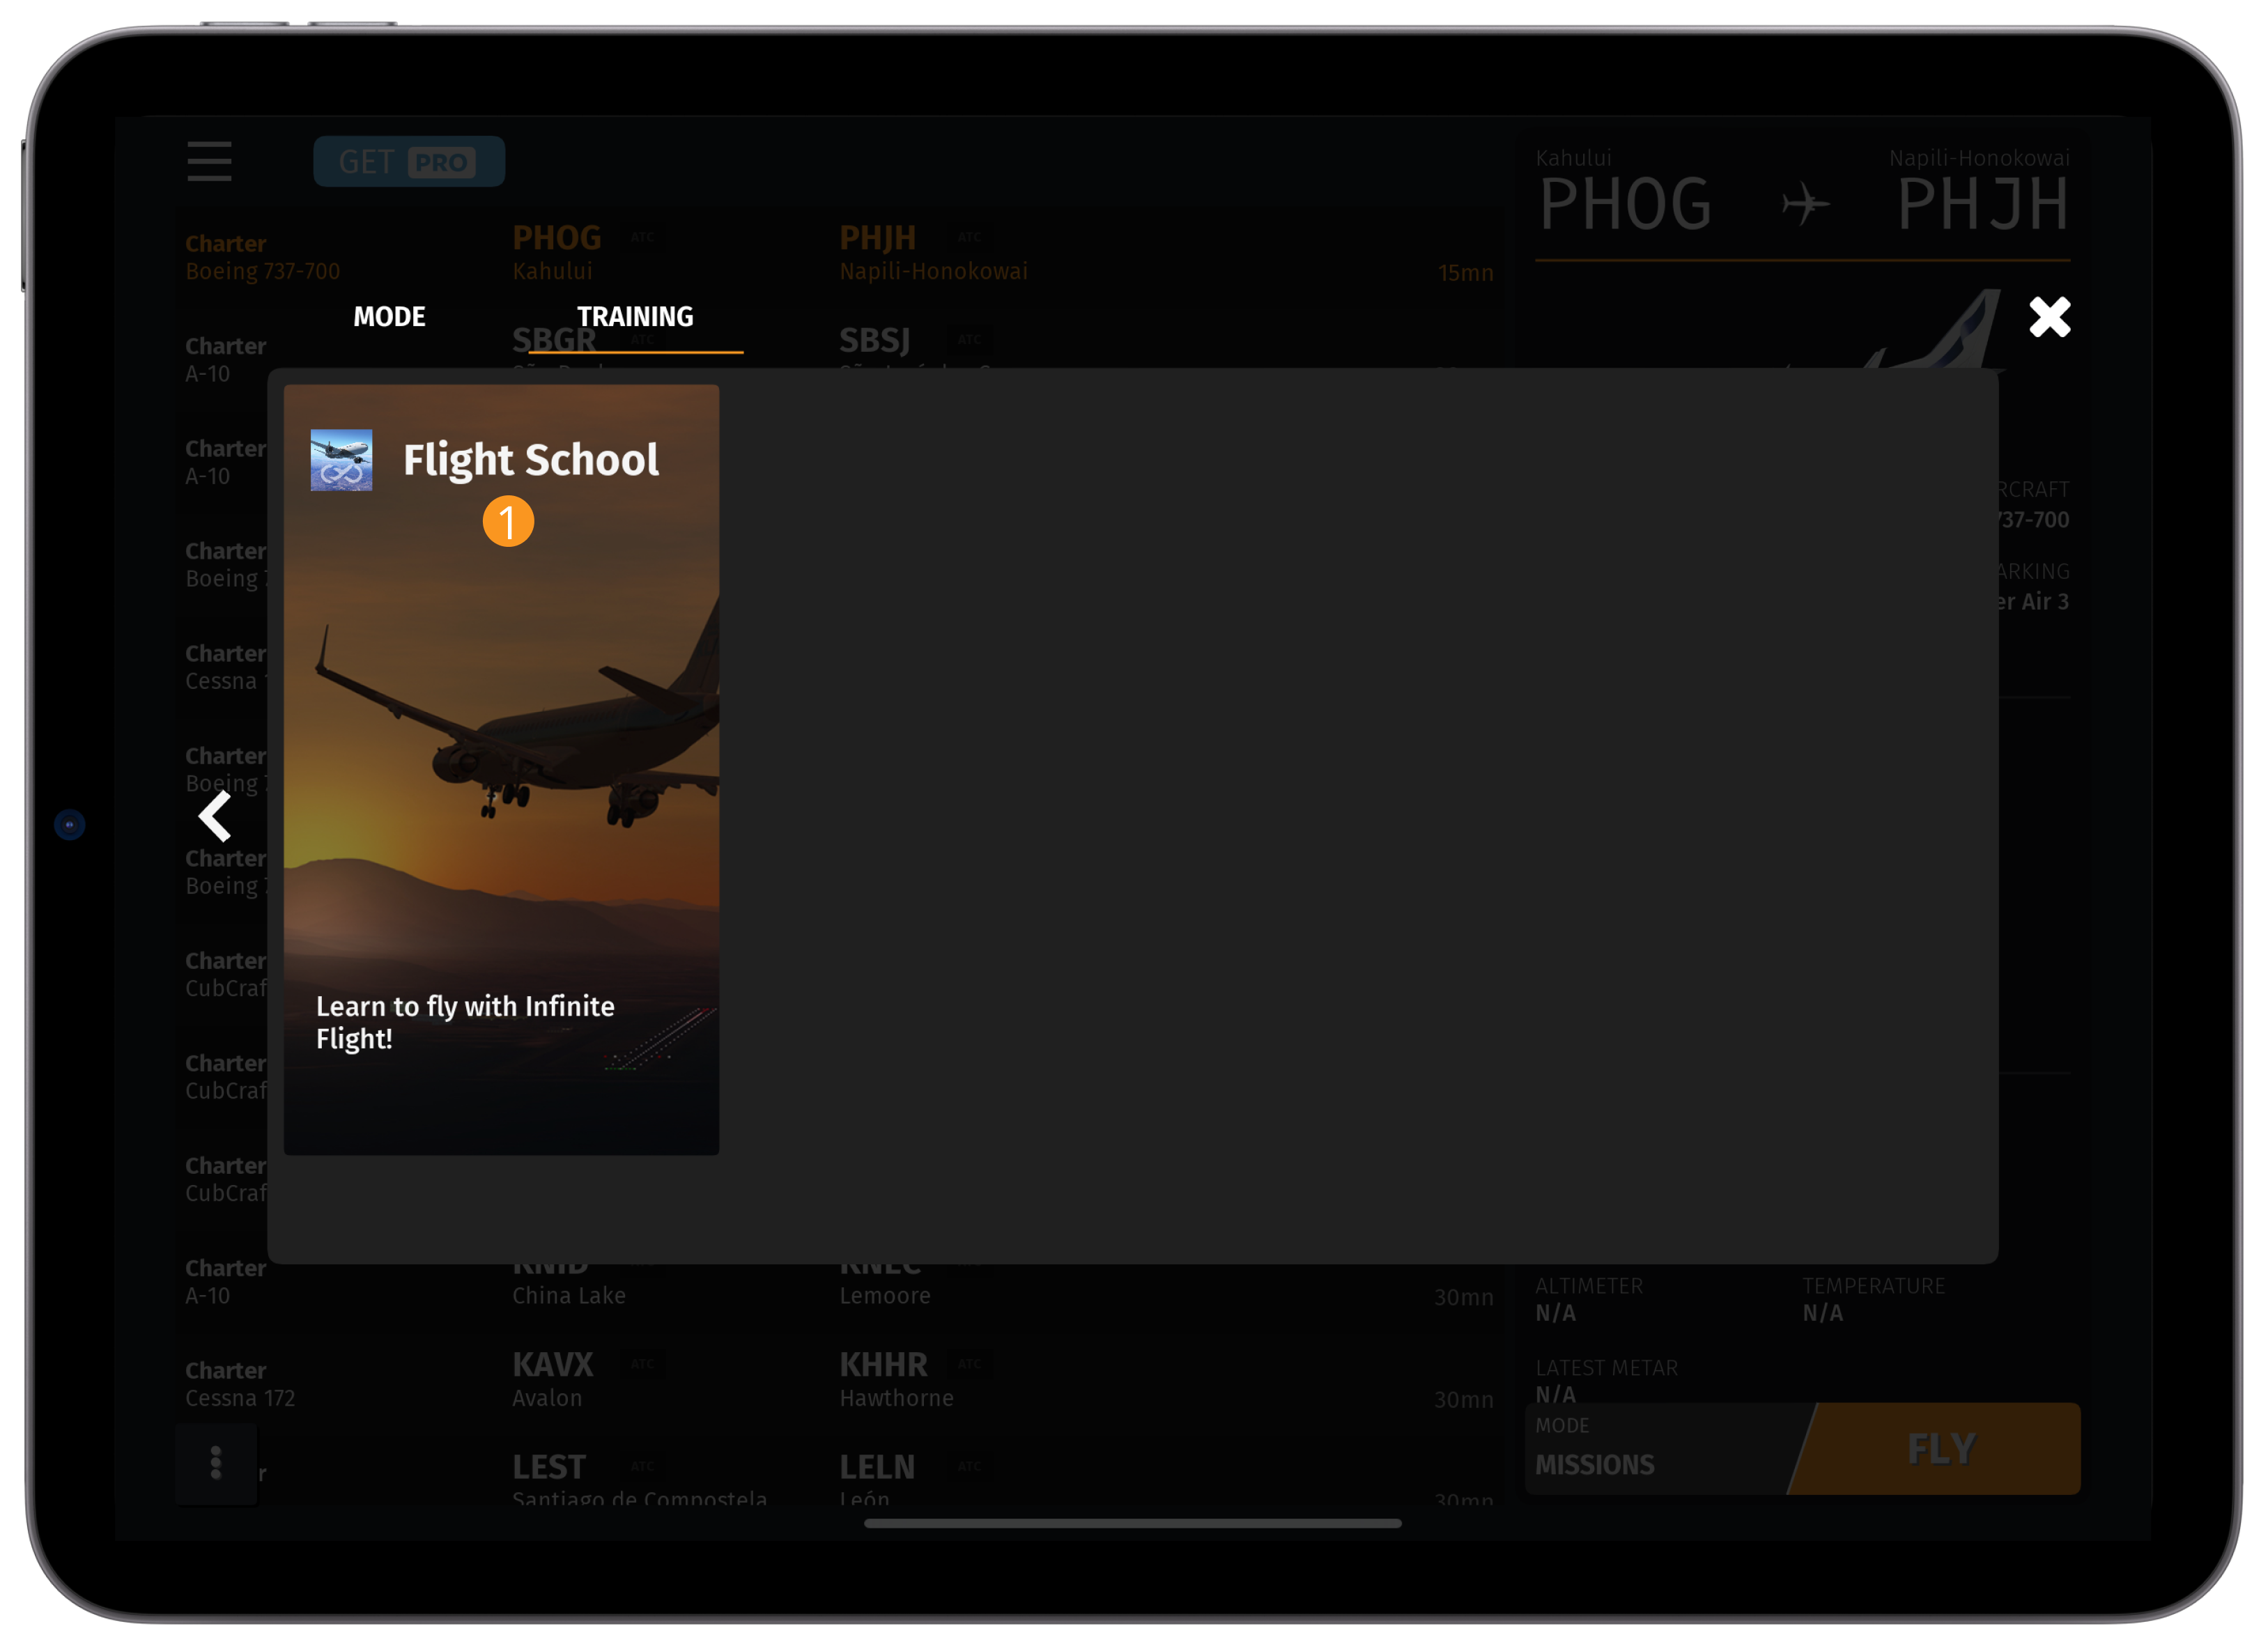 GET PRO
Kahului
Napili-Honokowai
PHOG
PHJH
Charter
Boeing 737-700
PHOG ATC
Kahului
PHJH ATC
Napili-Honokowai
15mn
MODE
TRAINING
Charter
A-10
SBGR ATC
SBSJ ATC
Flight School
1
Learn to fly with Infinite
Flight!
Charter
A-10
Charter
Boeing
Charter
Cessna
Charter
Boeing
Charter
Boeing
Charter
CubCraf
Charter
CubCraf
Charter
CubCraf
RCRAFT
737-700
ARKING
er Air 3
Charter
A-10
KNID
China Lake
KNLC
Lemoore
30mn
Charter
Cessna 172
KAVX ATC
Avalon
KHHR ATC
Hawthorne
30mn
r
LEST ATC
Santiago de Compostela
LELN ATC
León
30mn
ALTIMETER
N/A
TEMPERATURE
N/A
LATEST METAR
N/A
MODE
MISSIONS
FLY